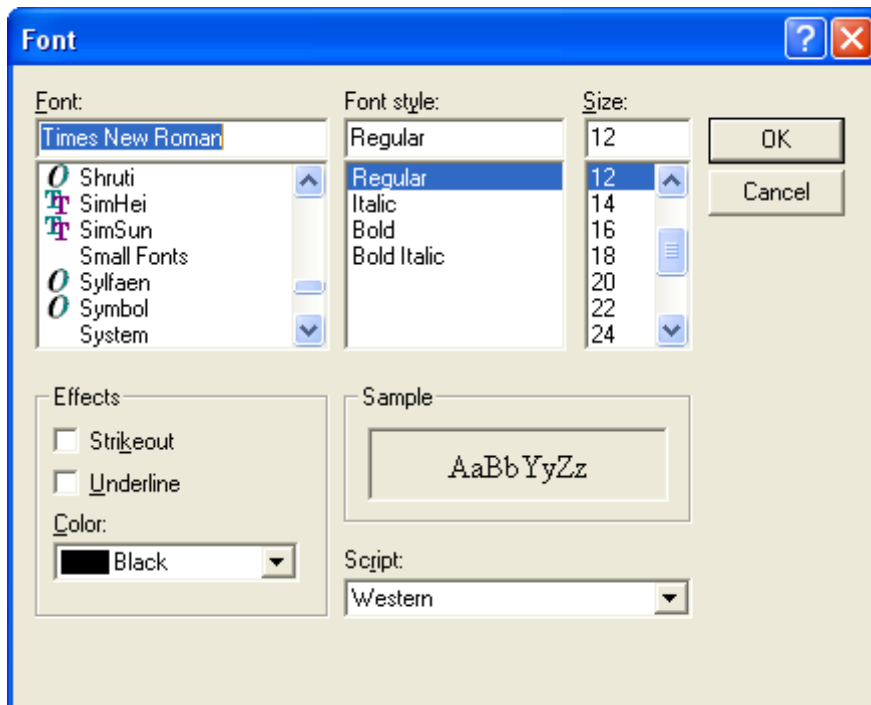 Font
Font: Font style: Size:
Times New Roman Regular 12 OK
Shruti Regular 12 Cancel
SimHei Italic 14
SimSun Bold 16
Small Fonts Bold Italic 18
Sylfaen 20
Symbol 22
System 24
Effects Sample
Strikeout
AaBbYyZz
Underline
Color:
Black Script:
Western